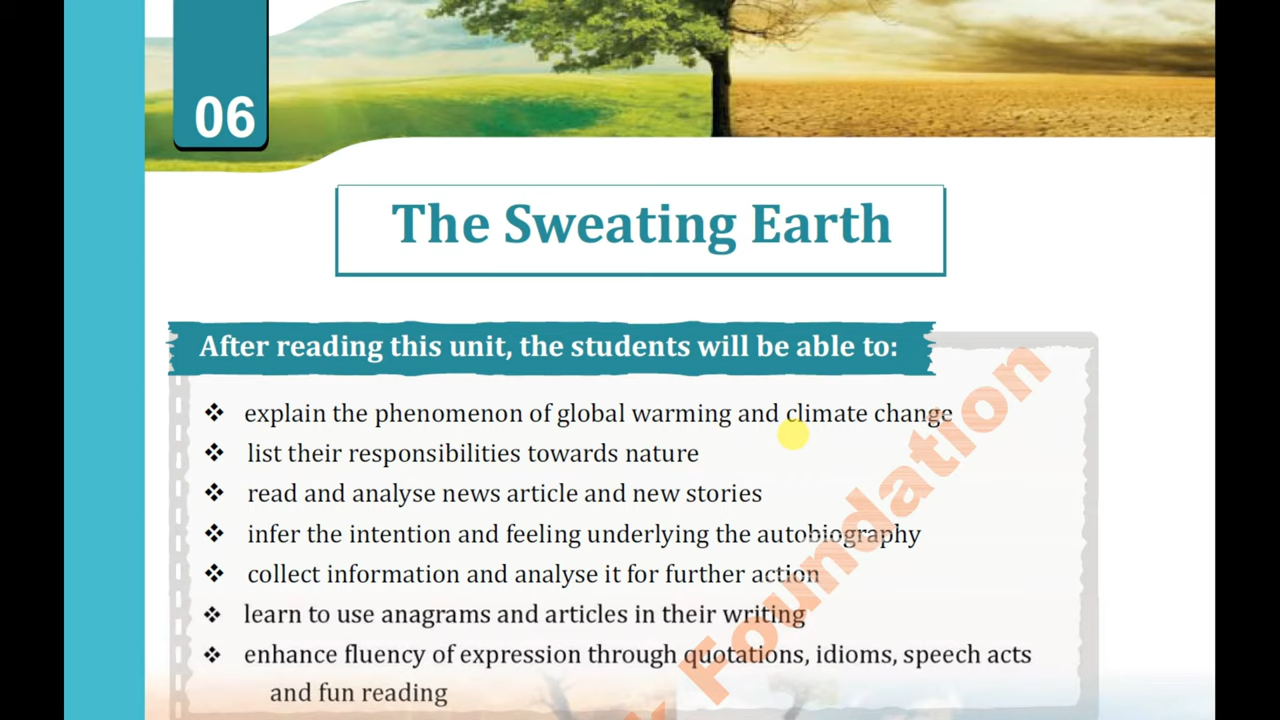 06
The Sweating Earth
After reading this unit, the students will be able to:
❖ explain the phenomenon of global warming and climate change
❖ list their responsibilities towards nature
❖ read and analyse news article and new stories
❖ infer the intention and feeling underlying the autobiography
❖ collect information and analyse it for further action
❖ learn to use anagrams and articles in their writing
❖ enhance fluency of expression through quotations, idioms, speech acts
and fun reading
Foundation